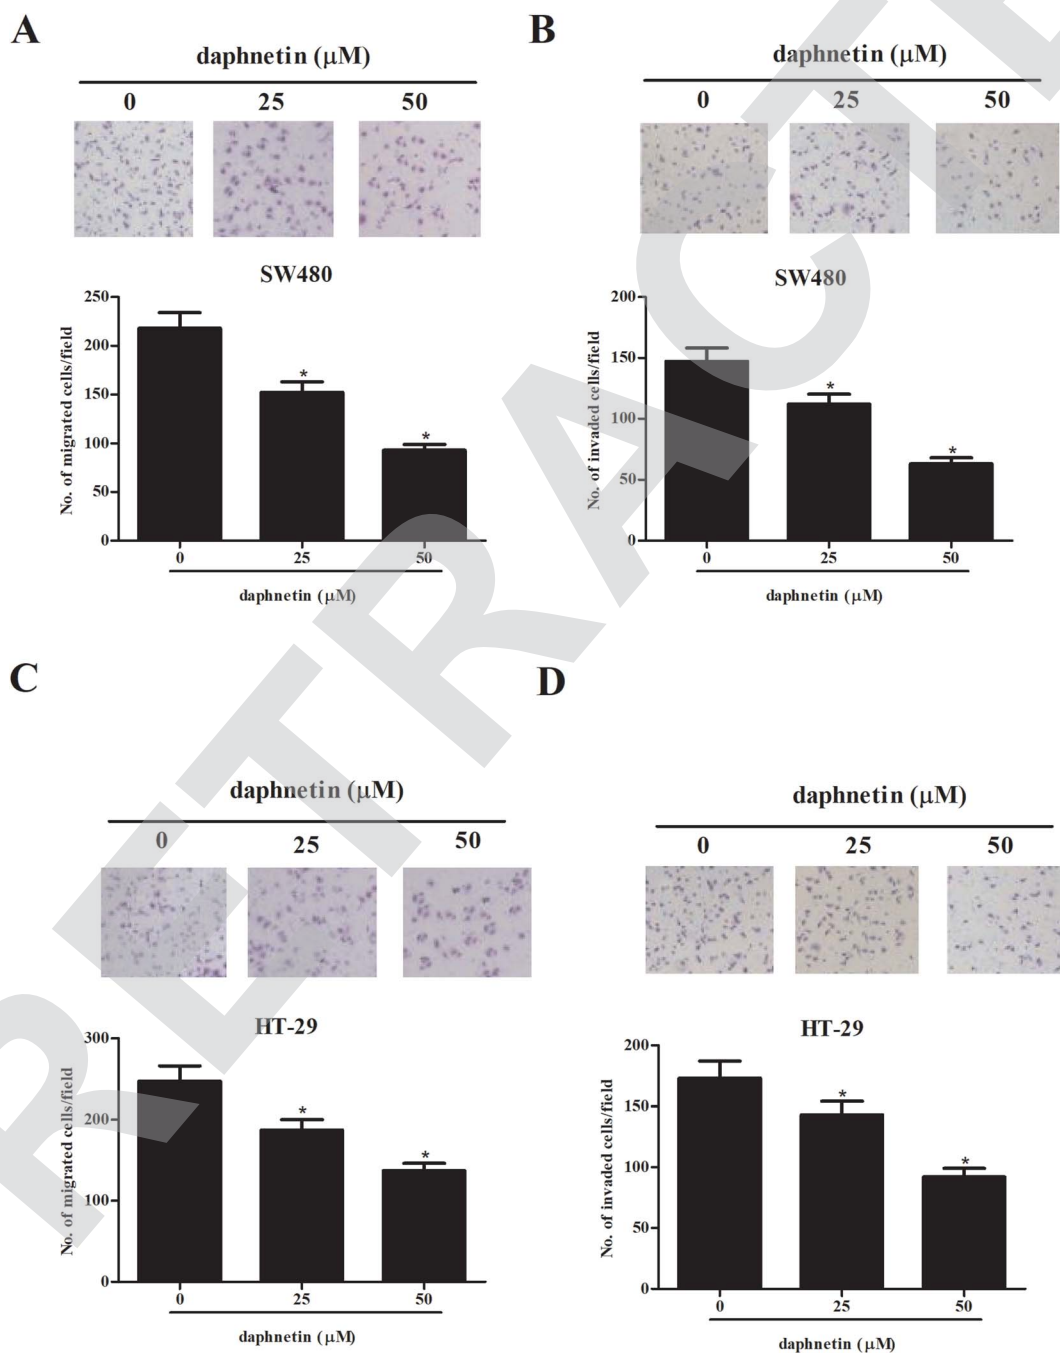 A
daphnetin (μM)
0 25 50
SW480
No. of migrated cells/field
250
200
150
100
50
0
0 25 50
daphnetin (μM)
*
*
B
daphnetin (μM)
0 25 50
SW480
No. of invaded cells/field
200
150
100
50
0
0 25 50
daphnetin (μM)
*
*
C
daphnetin (μM)
0 25 50
HT-29
No. of migrated cells/field
300
200
100
0
0 25 50
daphnetin (μM)
*
*
D
daphnetin (μM)
0 25 50
HT-29
No. of invaded cells/field
200
150
100
50
0
0 25 50
daphnetin (μM)
*
*
RETRACTE